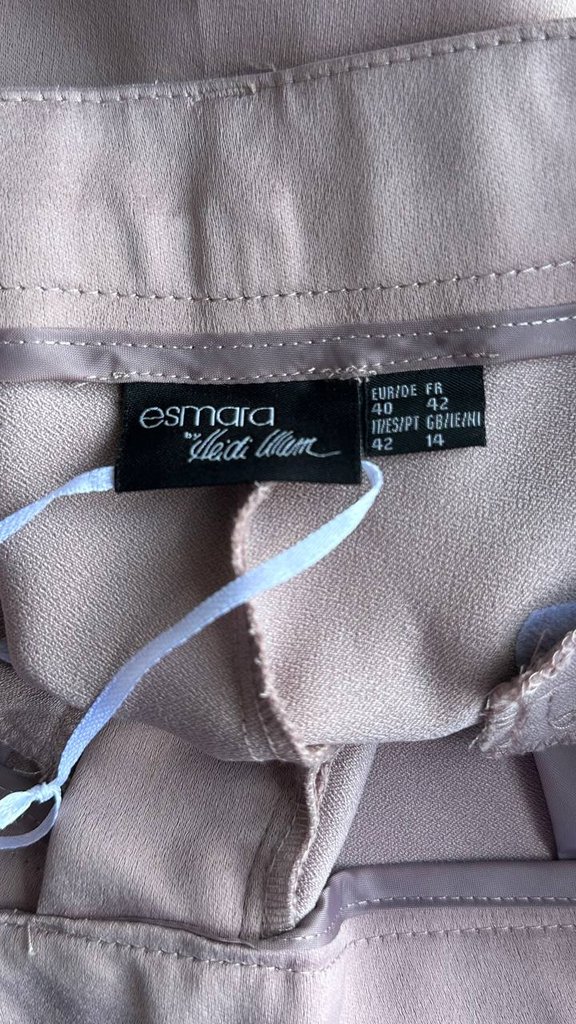 esmara
by Heidi Klum
EUR/DE FR
40 42
IT/ES/PT GB/IE/NI
42 14